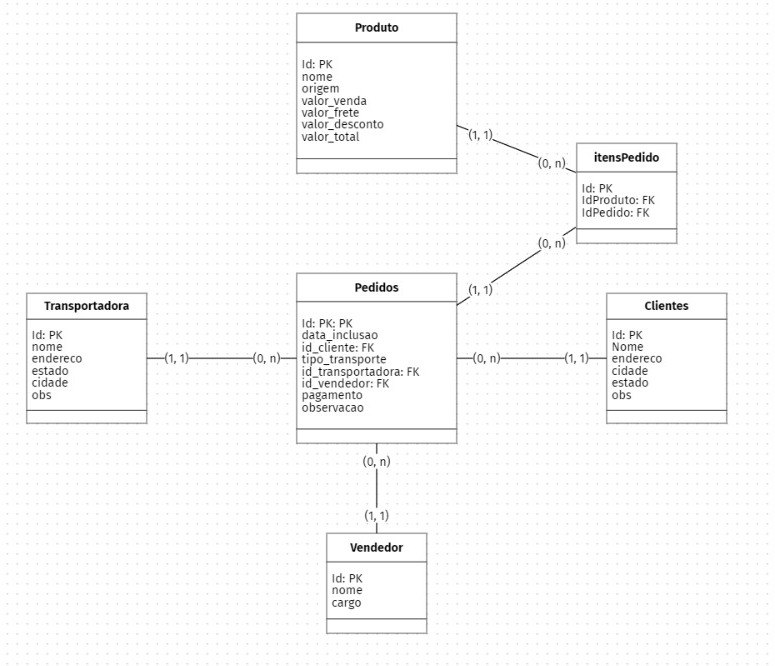 Produto
Id: PK
nome
origem
valor_venda
valor_frete
valor_desconto
valor_total
(1, 1)
(0, n)
itensPedido
Id: PK
IdProduto: FK
IdPedido: FK
(0, n)
(1, 1)
Pedidos
Id: PK; PK
data_inclusao
id_cliente: FK
tipo_transporte
id_transportadora: FK
id_vendedor: FK
pagamento
observacao
Transportadora
Id: PK
nome
endereco
estado
cidade
obs
(1, 1)
(0, n)
(0, n)
(1, 1)
Clientes
Id: PK
Nome
endereco
cidade
estado
obs
(0, n)
(1, 1)
Vendedor
Id: PK
nome
cargo